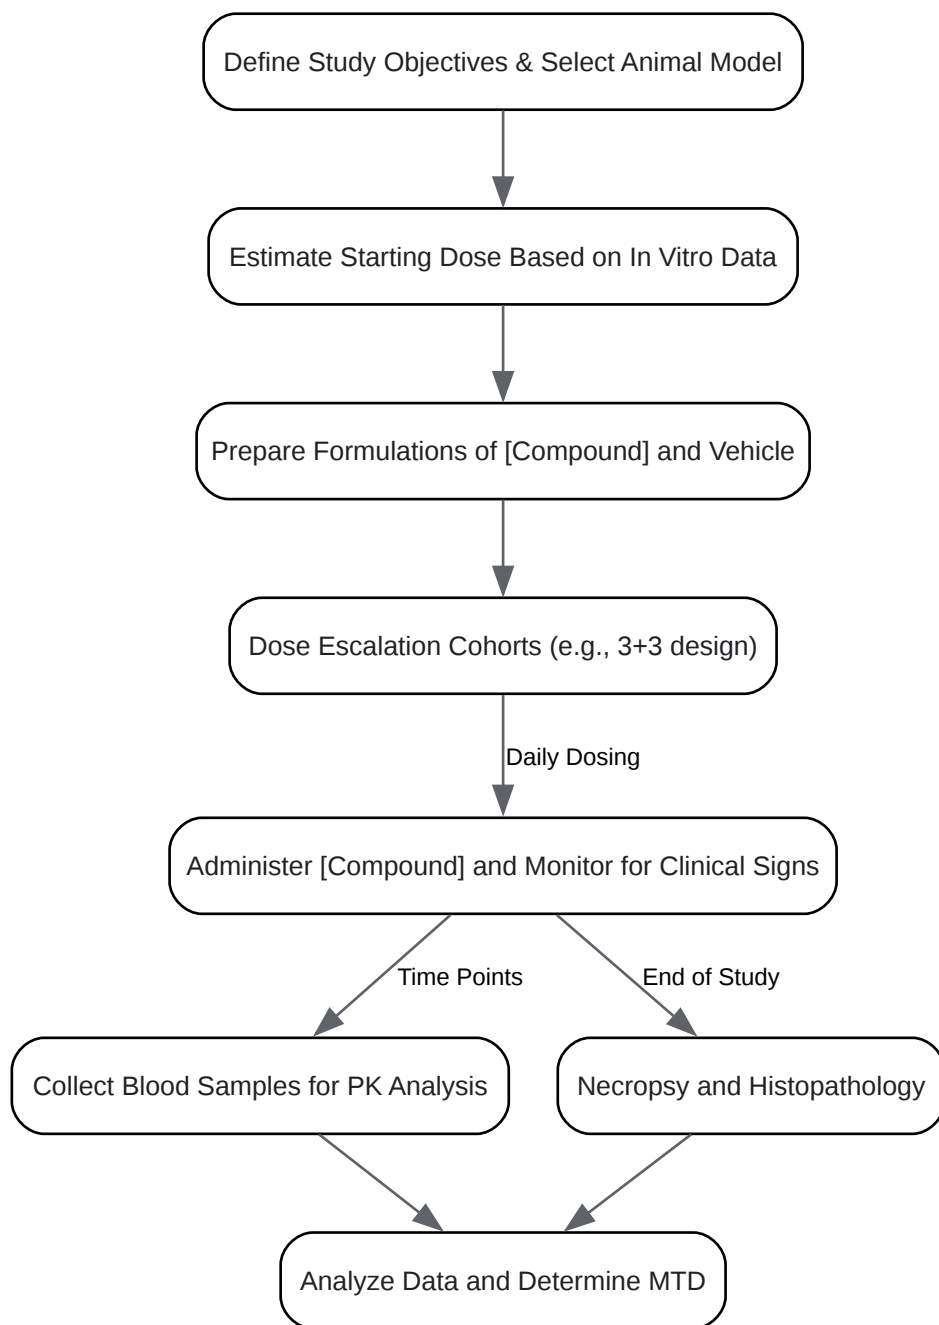 Define Study Objectives & Select Animal Model
Estimate Starting Dose Based on In Vitro Data
Prepare Formulations of [Compound] and Vehicle
Dose Escalation Cohorts (e.g., 3+3 design)
Daily Dosing
Administer [Compound] and Monitor for Clinical Signs
Time Points
End of Study
Collect Blood Samples for PK Analysis
Necropsy and Histopathology
Analyze Data and Determine MTD